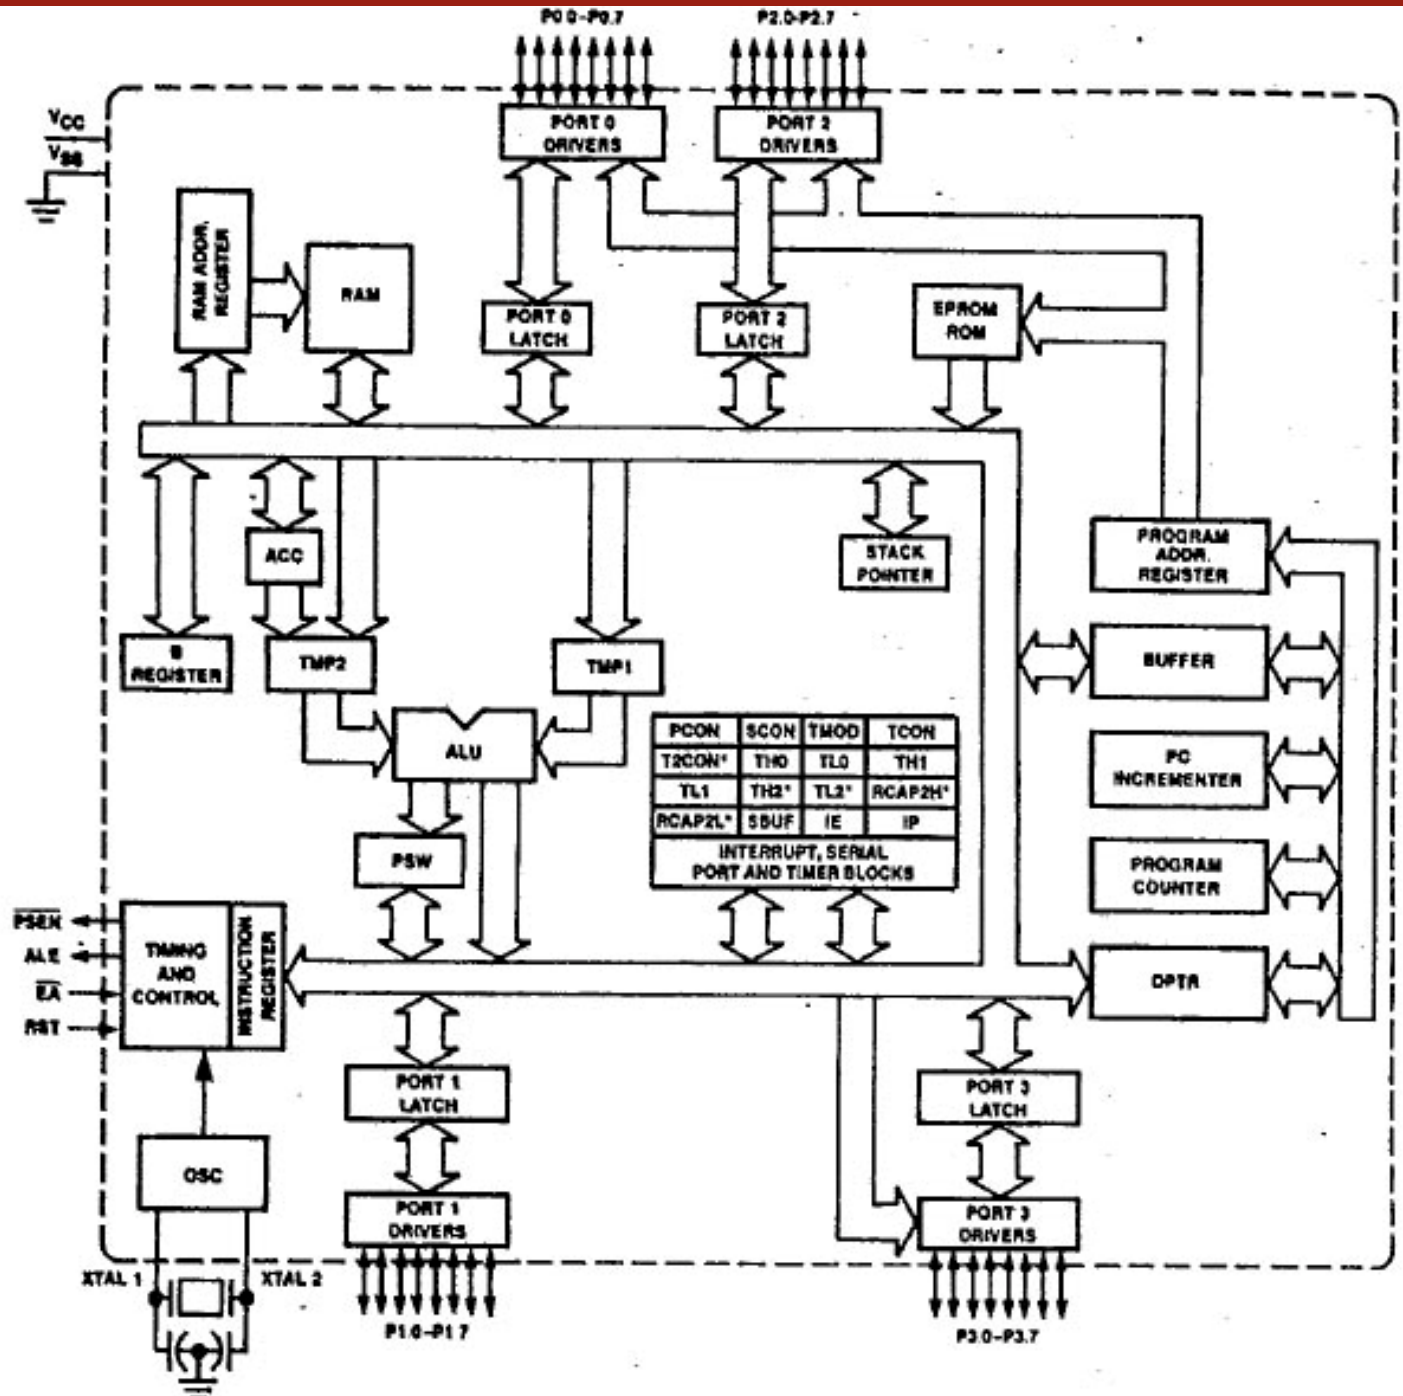 P0.0–P0.7
P2.0-P2.7
VCC
VSS
PORT 0
DRIVERS
PORT 2
DRIVERS
RAM ADDR.
REGISTER
RAM
PORT 0
LATCH
PORT 2
LATCH
EPROM
ROM
ACC
STACK
POINTER
PROGRAM
ADDR.
REGISTER
B
REGISTER
TMP2
TMP1
BUFFER
ALU
PCON SCON TMOD TCON
T2CON* TH0 TL0 TH1
TL1 TH2* TL2* RCAP2H*
RCAP2L* SBUF IE IP
INTERRUPT, SERIAL
PORT AND TIMER BLOCKS
PC
INCREMENTER
PSW
PROGRAM
COUNTER
PSEN
ALE
EA
RST
TIMING
AND
CONTROL
INSTRUCTION
REGISTER
DPTR
PORT 1
LATCH
PORT 3
LATCH
OSC
PORT 1
DRIVERS
PORT 3
DRIVERS
XTAL 1
XTAL 2
P1.0–P1.7
P3.0–P3.7